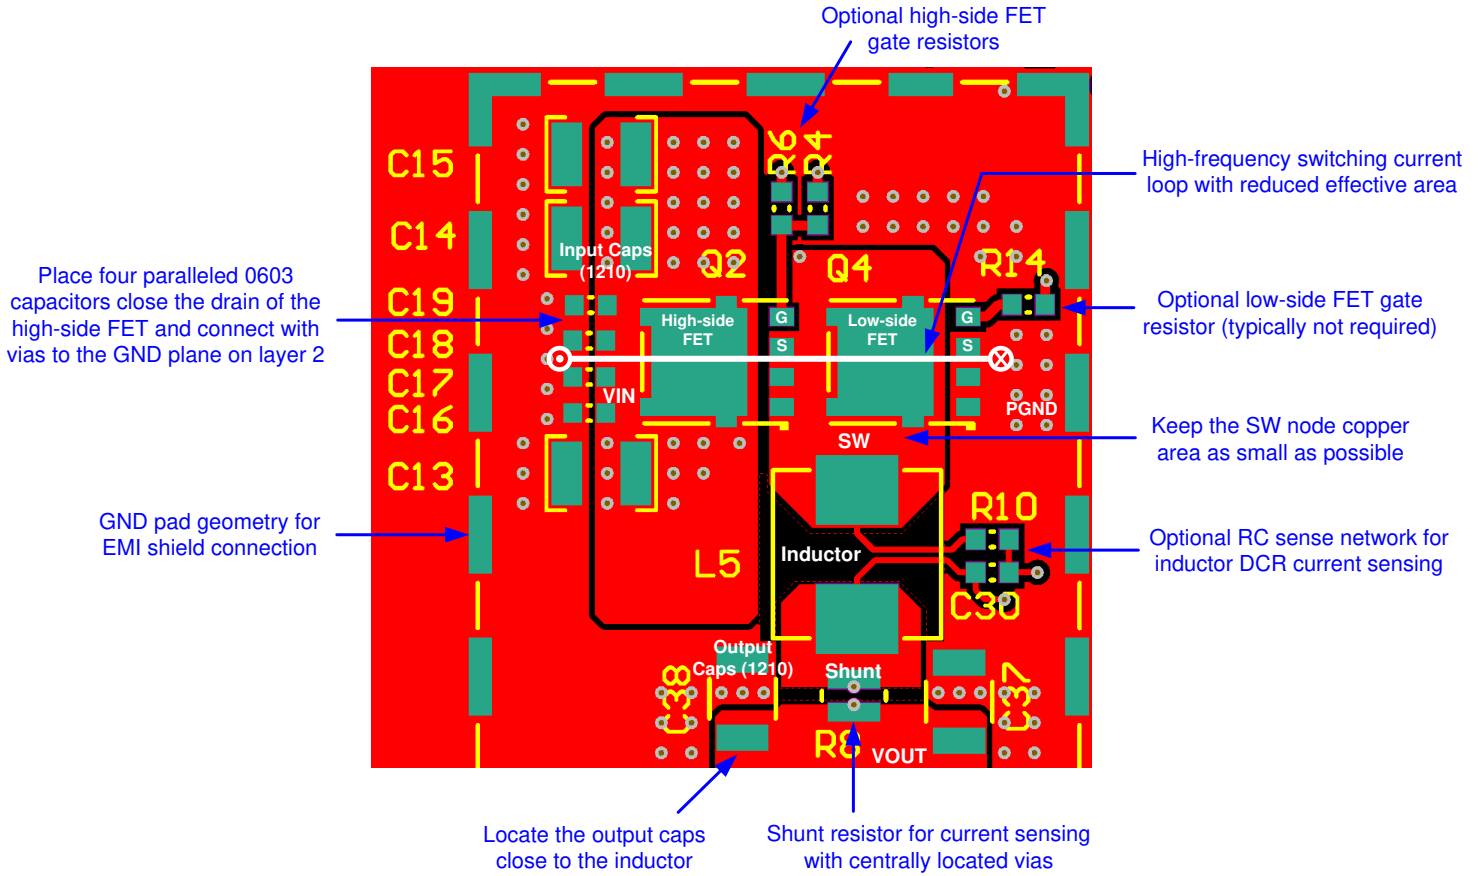 Optional high-side FET
gate resistors
High-frequency switching current
loop with reduced effective area
Place four paralleled 0603
capacitors close the drain of the
high-side FET and connect with
vias to the GND plane on layer 2
Optional low-side FET gate
resistor (typically not required)
Keep the SW node copper
area as small as possible
GND pad geometry for
EMI shield connection
Optional RC sense network for
inductor DCR current sensing
Locate the output caps
close to the inductor
Shunt resistor for current sensing
with centrally located vias
C15
C14
C19
C18
C17
C16
C13
Input Caps
(1210)
R6
R4
Q2
Q4
R14
High-side
FET
G
S
Low-side
FET
G
S
VIN
PGND
SW
Inductor
L5
R10
C30
Output
Caps (1210)
Shunt
C38
C37
R8
VOUT